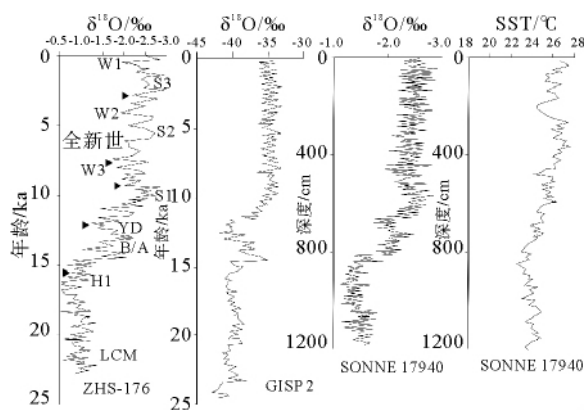 δ¹⁸O/‰ δ¹⁸O/‰ δ¹⁸O/‰ SST/℃
-0.5 -1.0 -2.0 -2.5 -3.0 -45 -40 -35 -1.0 -2.0 -3.0 18 20 22 24 26 28
0 W1 0 0 0
S3
W2
5 S2 5
全新世
400 400
W3
10 S1 10
年龄/ka 年龄/ka 深度/cm 深度/cm
YD
B/A 800 800
15 15
H1
20 20
1200 1200
LCM
SONNE 17940 SONNE 17940
ZHS-176 GISP 2
25 25